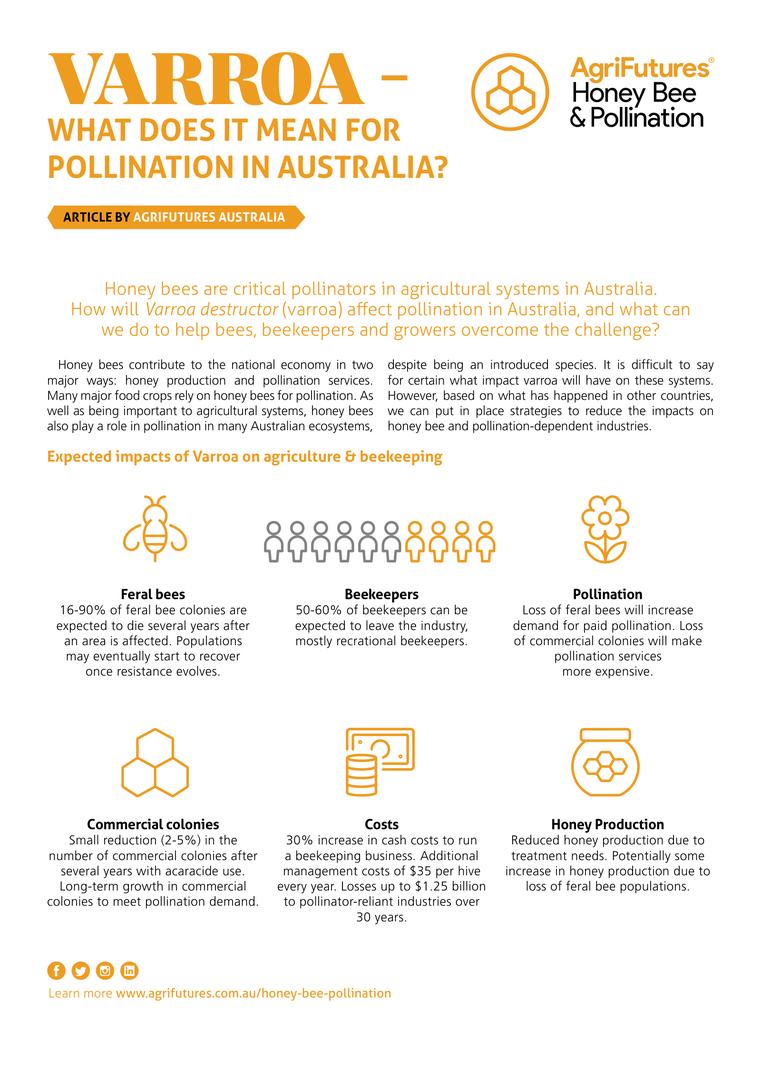 VARROA –
WHAT DOES IT MEAN FOR
POLLINATION IN AUSTRALIA?
AgriFutures®
Honey Bee
& Pollination
ARTICLE BY AGRIFUTURES AUSTRALIA
Honey bees are critical pollinators in agricultural systems in Australia.
How will Varroa destructor (varroa) affect pollination in Australia, and what can
we do to help bees, beekeepers and growers overcome the challenge?
Honey bees contribute to the national economy in two
major ways: honey production and pollination services.
Many major food crops rely on honey bees for pollination. As
well as being important to agricultural systems, honey bees
also play a role in pollination in many Australian ecosystems,
despite being an introduced species. It is difficult to say
for certain what impact varroa will have on these systems.
However, based on what has happened in other countries,
we can put in place strategies to reduce the impacts on
honey bee and pollination-dependent industries.
Expected impacts of Varroa on agriculture & beekeeping
Feral bees
16-90% of feral bee colonies are
expected to die several years after
an area is affected. Populations
may eventually start to recover
once resistance evolves.
Beekeepers
50-60% of beekeepers can be
expected to leave the industry,
mostly recrational beekeepers.
Pollination
Loss of feral bees will increase
demand for paid pollination. Loss
of commercial colonies will make
pollination services
more expensive.
Commercial colonies
Small reduction (2-5%) in the
number of commercial colonies after
several years with acaracide use.
Long-term growth in commercial
colonies to meet pollination demand.
Costs
30% increase in cash costs to run
a beekeeping business. Additional
management costs of $35 per hive
every year. Losses up to $1.25 billion
to pollinator-reliant industries over
30 years.
Honey Production
Reduced honey production due to
treatment needs. Potentially some
increase in honey production due to
loss of feral bee populations.
Learn more www.agrifutures.com.au/honey-bee-pollination